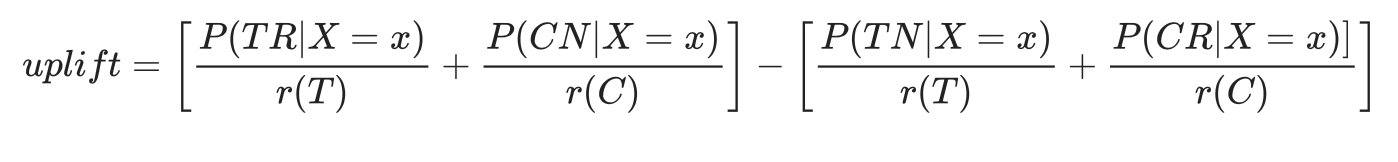 uplift = [ P(TR|X = x) / r(T) + P(CN|X = x) / r(C) ] − [ P(TN|X = x) / r(T) + P(CR|X = x)] / r(C) ]